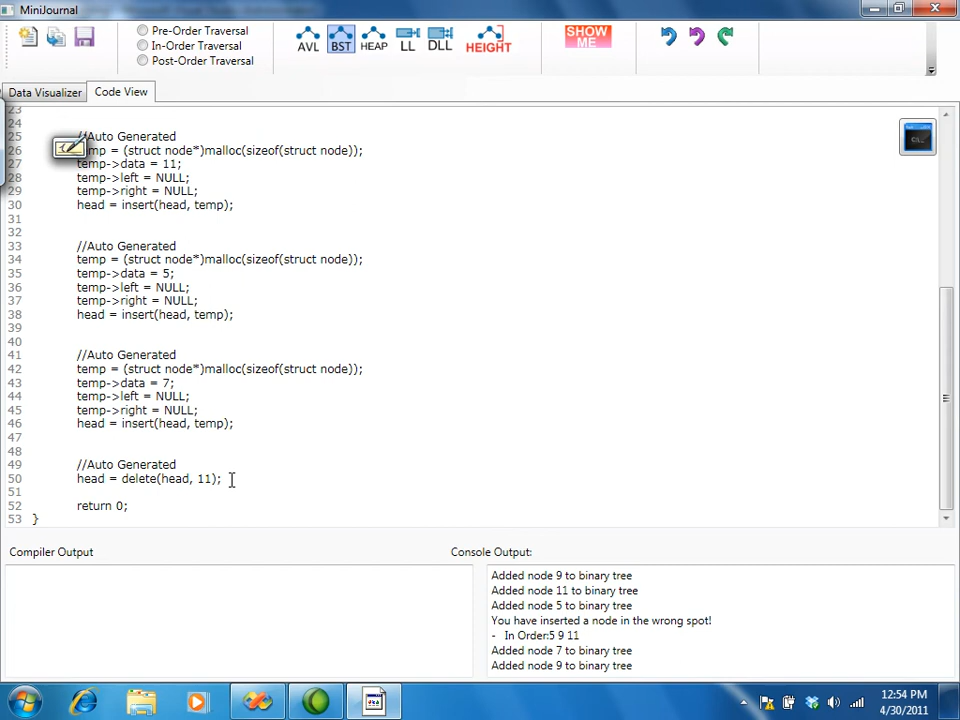 MiniJournal
Pre-Order Traversal
In-Order Traversal
Post-Order Traversal
AVL
BST
HEAP
LL
DLL
HEIGHT
SHOW
ME
Data Visualizer
Code View
23
24
25 //Auto Generated
26 temp = (struct node*)malloc(sizeof(struct node));
27 temp->data = 11;
28 temp->left = NULL;
29 temp->right = NULL;
30 head = insert(head, temp);
31
32
33 //Auto Generated
34 temp = (struct node*)malloc(sizeof(struct node));
35 temp->data = 5;
36 temp->left = NULL;
37 temp->right = NULL;
38 head = insert(head, temp);
39
40
41 //Auto Generated
42 temp = (struct node*)malloc(sizeof(struct node));
43 temp->data = 7;
44 temp->left = NULL;
45 temp->right = NULL;
46 head = insert(head, temp);
47
48
49 //Auto Generated
50 head = delete(head, 11);
51
52 return 0;
53 }
Compiler Output
Console Output:
Added node 9 to binary tree
Added node 11 to binary tree
Added node 5 to binary tree
You have inserted a node in the wrong spot!
- In Order:5 9 11
Added node 7 to binary tree
Added node 9 to binary tree
12:54 PM
4/30/2011